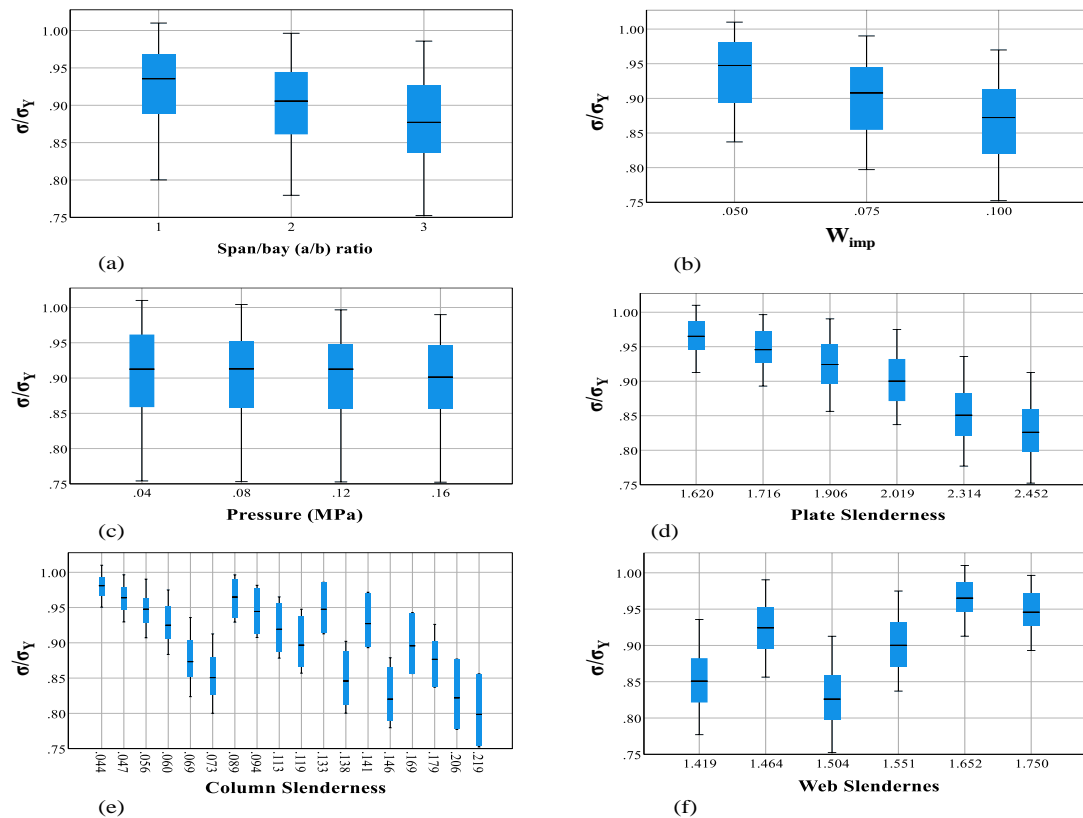 1.00
.95
.90
.85
.80
.75
σ/σY
1 2 3
Span/bay (a/b) ratio
(a)
1.00
.95
.90
.85
.80
.75
σ/σY
.050 .075 .100
Wimp
(b)
1.00
.95
.90
.85
.80
.75
σ/σY
.04 .08 .12 .16
Pressure (MPa)
(c)
1.00
.95
.90
.85
.80
.75
σ/σY
1.620 1.716 1.906 2.019 2.314 2.452
Plate Slenderness
(d)
1.00
.95
.90
.85
.80
.75
σ/σY
.044 .047 .056 .060 .069 .073 .089 .094 .113 .119 .133 .138 .141 .146 .169 .179 .206 .219
Column Slenderness
(e)
1.00
.95
.90
.85
.80
.75
σ/σY
1.419 1.464 1.504 1.551 1.652 1.750
Web Slendernes
(f)